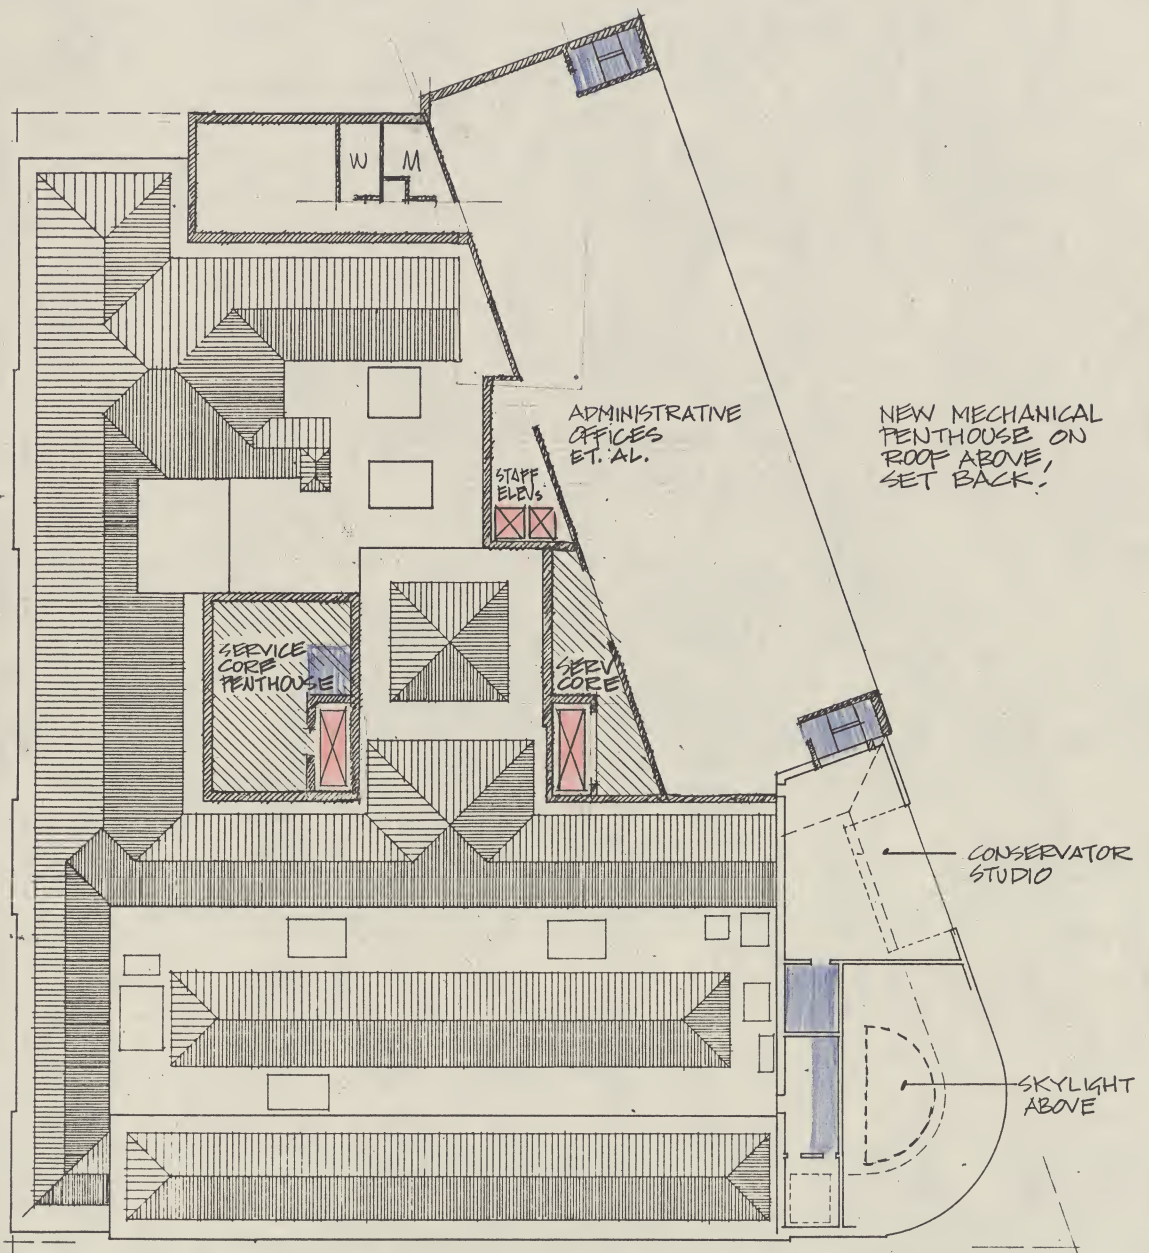 W M
ADMINISTRATIVE
OFFICES
ET. AL.
NEW MECHANICAL
PENTHOUSE ON
ROOF ABOVE,
SET BACK.
STAFF
ELEVs
SERVICE
CORE
PENTHOUSE
SERV
CORE
CONSERVATOR
STUDIO
SKYLIGHT
ABOVE